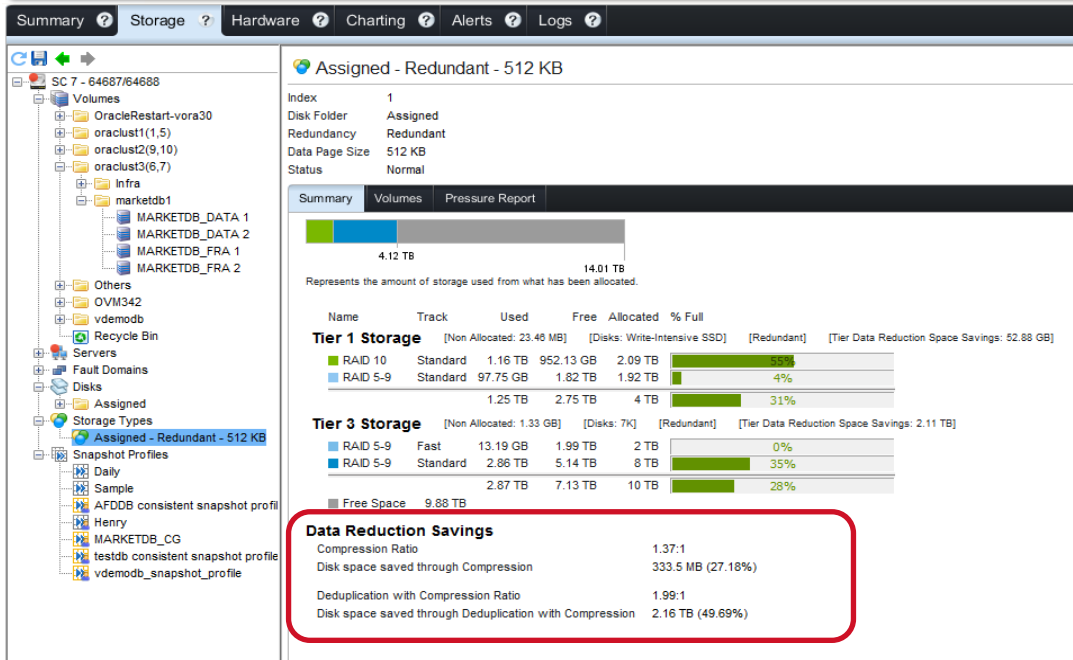 Summary ? Storage ? Hardware ? Charting ? Alerts ? Logs ?
SC 7 - 64687/64688
Volumes
OracleRestart-vora30
oraclust1(1,5)
oraclust2(9,10)
oraclust3(6,7)
Infra
marketdb1
MARKETDB_DATA 1
MARKETDB_DATA 2
MARKETDB_FRA 1
MARKETDB_FRA 2
Others
OVM342
vdemodb
Recycle Bin
Servers
Fault Domains
Disks
Assigned
Storage Types
Assigned - Redundant - 512 KB
Snapshot Profiles
Daily
Sample
AFDDB consistent snapshot profil
Henry
MARKETDB_CG
testdb consistent snapshot profile
vdemodb_snapshot_profile
Assigned - Redundant - 512 KB
Index 1
Disk Folder Assigned
Redundancy Redundant
Data Page Size 512 KB
Status Normal
Summary Volumes Pressure Report
4.12 TB
14.01 TB
Represents the amount of storage used from what has been allocated.
Name Track Used Free Allocated % Full
Tier 1 Storage [Non Allocated: 23.46 MB] [Disks: Write-Intensive SSD] [Redundant] [Tier Data Reduction Space Savings: 52.88 GB]
RAID 10 Standard 1.16 TB 952.13 GB 2.09 TB 55%
RAID 5-9 Standard 97.75 GB 1.82 TB 1.92 TB 4%
1.25 TB 2.75 TB 4 TB 31%
Tier 3 Storage [Non Allocated: 1.33 GB] [Disks: 7K] [Redundant] [Tier Data Reduction Space Savings: 2.11 TB]
RAID 5-9 Fast 13.19 GB 1.99 TB 2 TB 0%
RAID 5-9 Standard 2.86 TB 5.14 TB 8 TB 35%
2.87 TB 7.13 TB 10 TB 28%
Free Space 9.88 TB
Data Reduction Savings
Compression Ratio 1.37:1
Disk space saved through Compression 333.5 MB (27.18%)
Deduplication with Compression Ratio 1.99:1
Disk space saved through Deduplication with Compression 2.16 TB (49.69%)